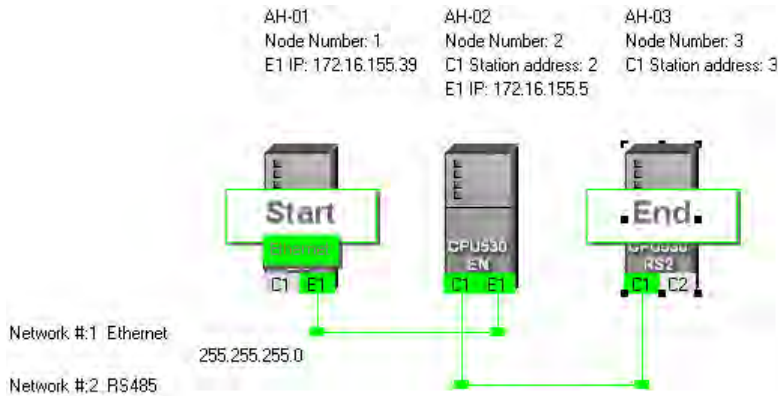 AH-01
Node Number: 1
E1 IP: 172.16.155.39
AH-02
Node Number: 2
C1 Station address: 2
E1 IP: 172.16.155.5
AH-03
Node Number: 3
C1 Station address: 3
Start
Ethernet
C1 E1
CPU530
EN
C1 E1
End
CPU530
RS2
C1 C2
Network #:1 Ethernet
255.255.255.0
Network #:2 RS485